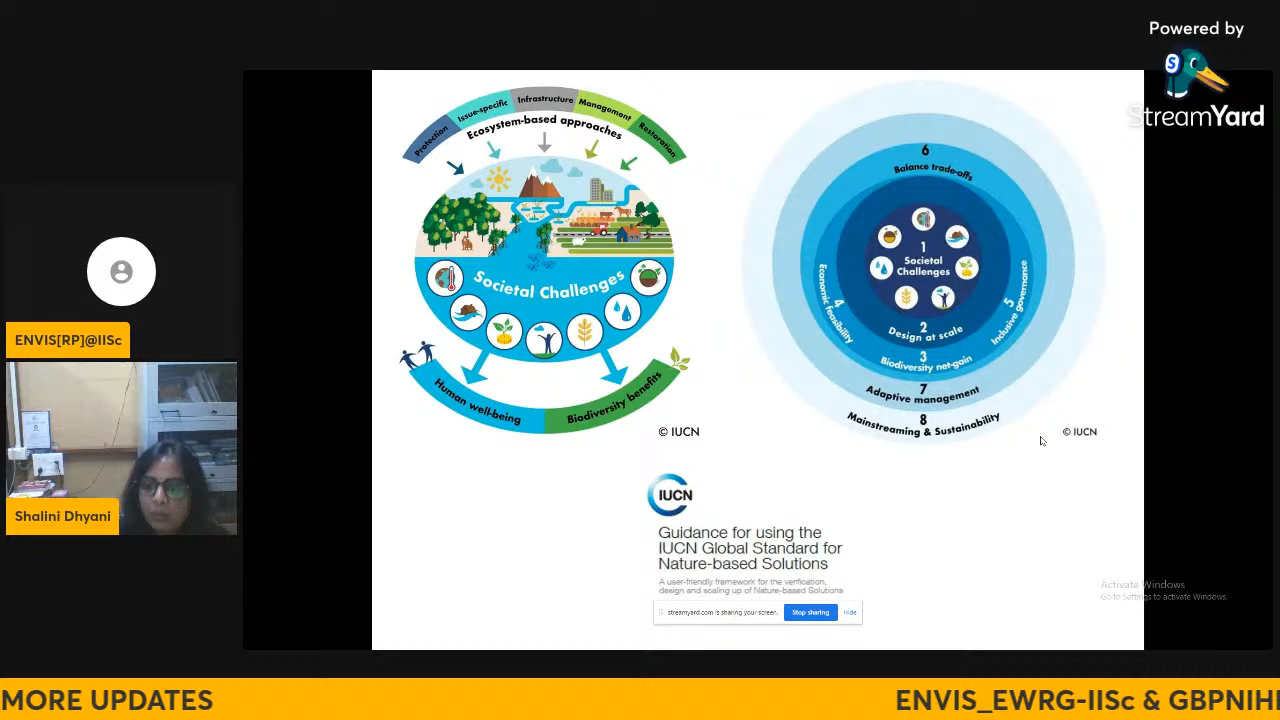 Powered by
S
StreamYard
Protection
Issue-specific
Infrastructure
Management
Restoration
Ecosystem-based approaches
Societal Challenges
Human well-being
Biodiversity benefits
© IUCN
6
Balance trade-offs
1
Societal
Challenges
4
Economic feasibility
5
Inclusive governance
2
Design at scale
3
Biodiversity net-gain
7
Adaptive management
8
Mainstreaming & Sustainability
© IUCN
ENVIS[RP]@IISc
Shalini Dhyani
IUCN
Guidance for using the
IUCN Global Standard for
Nature-based Solutions
A user-friendly framework for the verification,
design and scaling up of Nature-based Solutions
streamyard.com is sharing your screen.
Stop sharing
Hide
Activate Windows
Go to Settings to activate Windows.
MORE UPDATES
ENVIS_EWRG-IISc & GBPNIHE